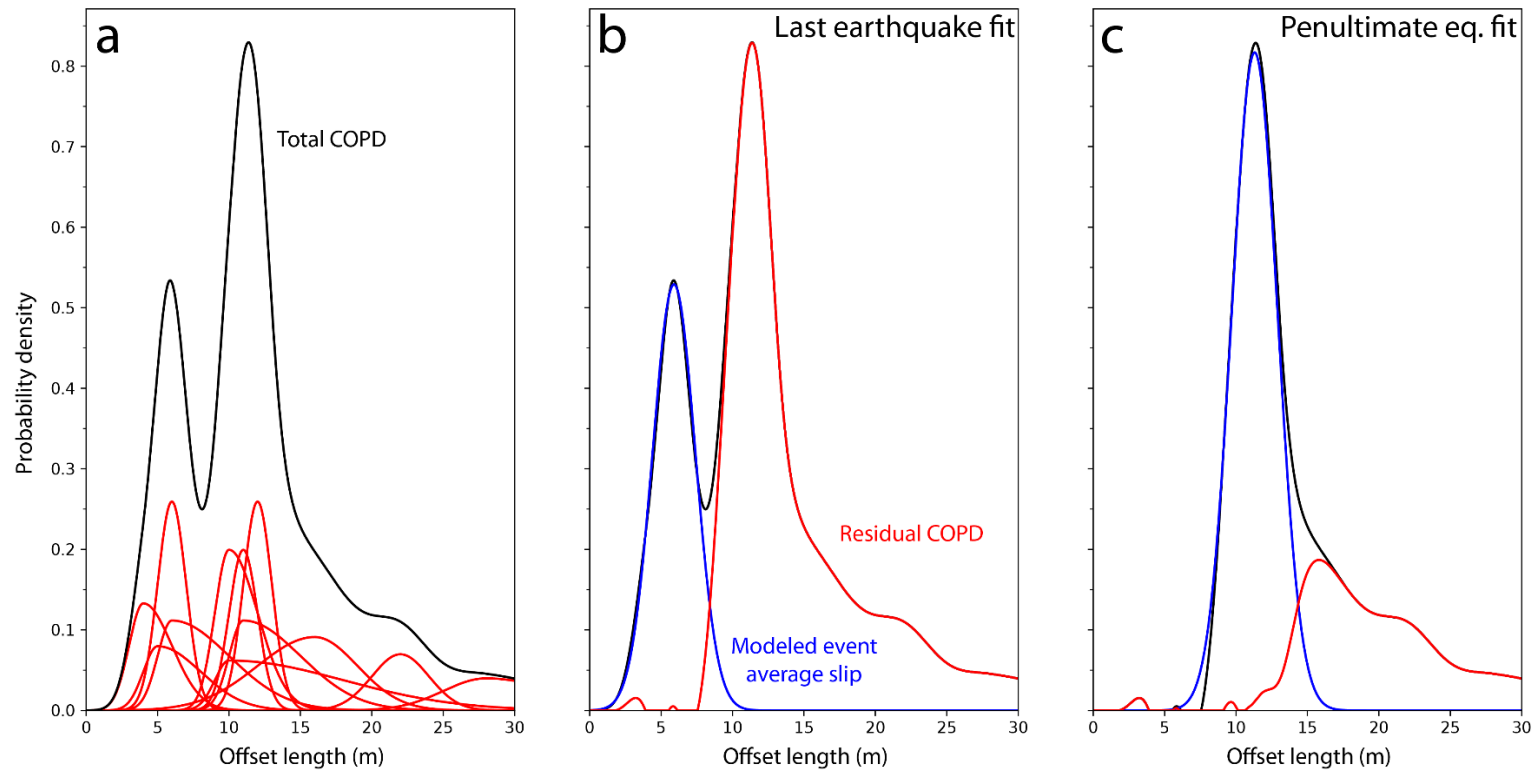 a
Total COPD
0.8
0.7
0.6
0.5
0.4
0.3
0.2
0.1
0.0
Probability density
0 5 10 15 20 25 30
Offset length (m)
b
Last earthquake fit
Residual COPD
Modeled event
average slip
0 5 10 15 20 25 30
Offset length (m)
c
Penultimate eq. fit
0 5 10 15 20 25 30
Offset length (m)